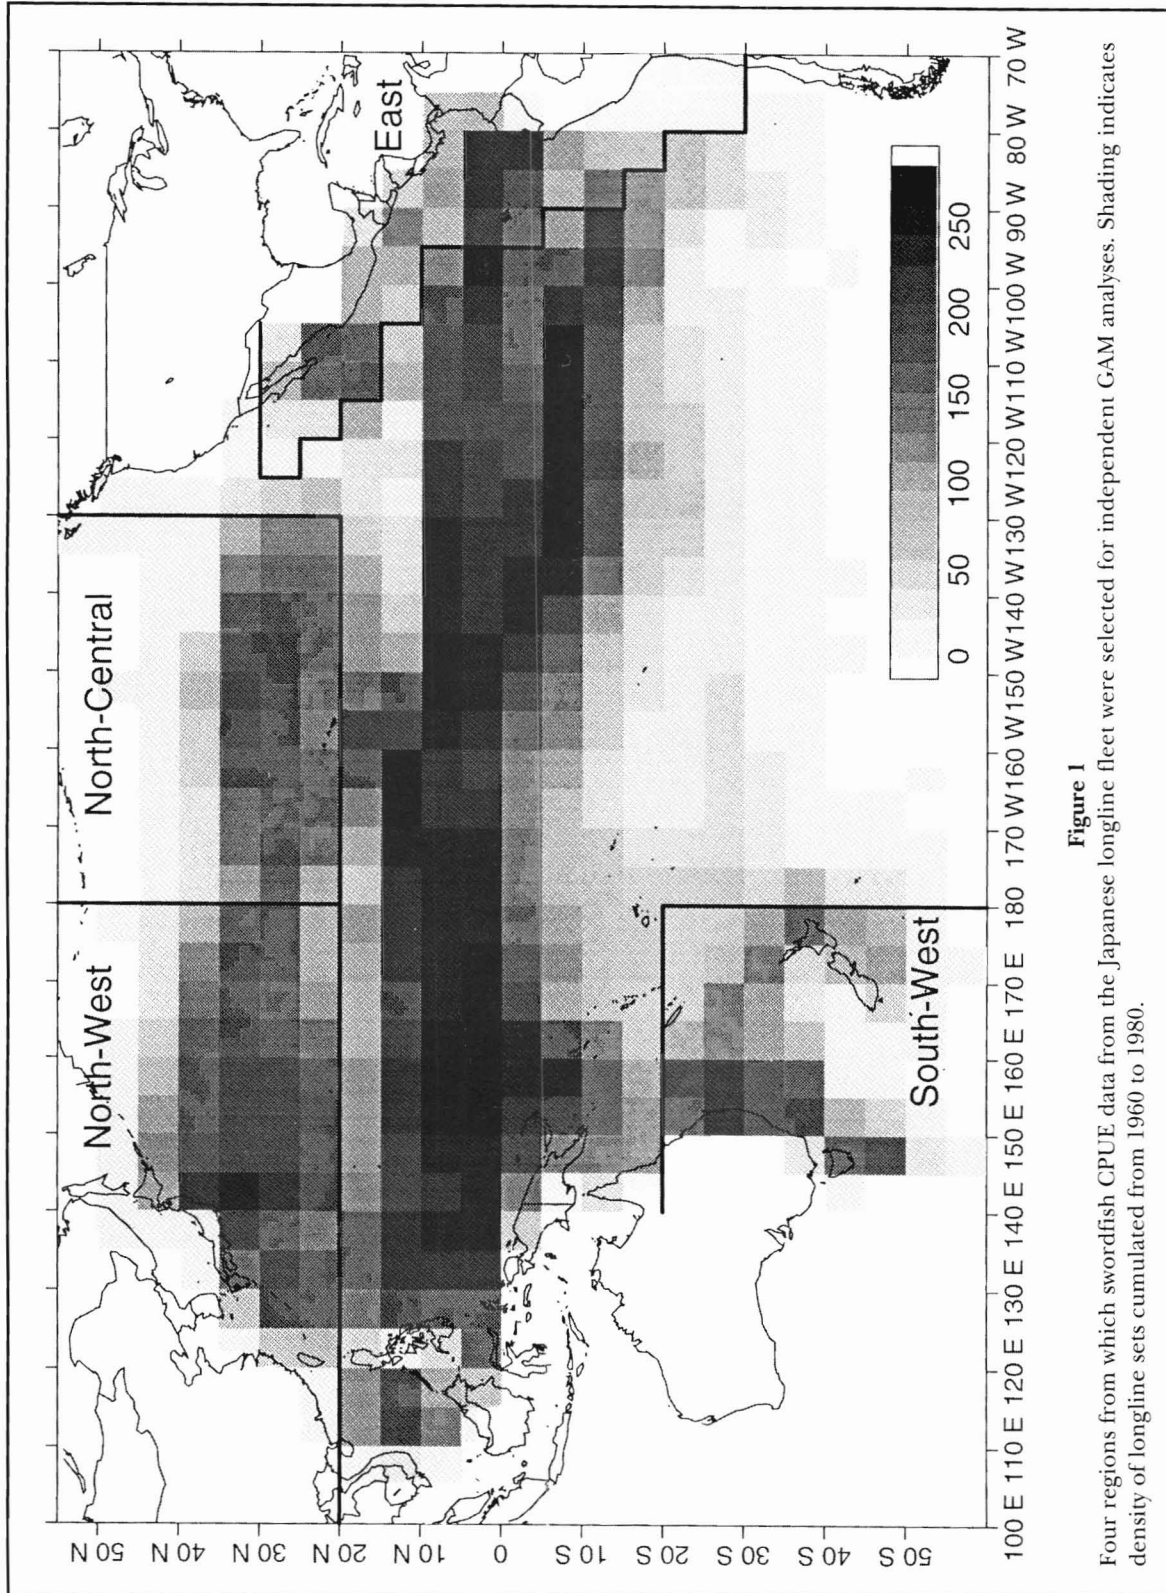 North-West
North-Central
East
South-West
50 N
40 N
30 N
20 N
10 N
0
10 S
20 S
30 S
40 S
50 S
0 50 100 150 200 250
100 E 110 E 120 E 130 E 140 E 150 E 160 E 170 E 180 170 W 160 W 150 W 140 W 130 W 120 W 110 W 100 W 90 W 80 W 70 W
Figure 1
Four regions from which swordfish CPUE data from the Japanese longline fleet were selected for independent GAM analyses. Shading indicates
density of longline sets cumulated from 1960 to 1980.